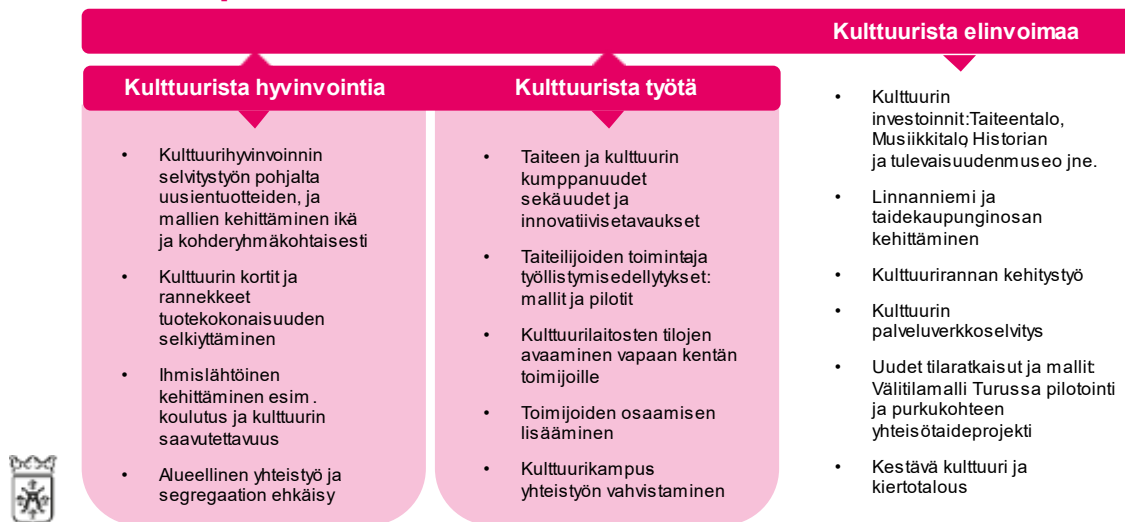 Kulttuurista hyvinvointia
• Kulttuurihyvinvoinnin
selvitystyön pohjalta
uusientuotteiden, ja
mallien kehittäminen ikä
ja kohderyhmäkohtaisesti
• Kulttuurin kortit ja
rannekkeet
tuotekokonaisuuden
selkiyttäminen
• Ihmislähtöinen
kehittäminen esim.
koulutus ja kulttuurin
saavutettavuus
• Alueellinen yhteistyö ja
segregaation ehkäisy
Kulttuurista työtä
• Taiteen ja kulttuurin
kumppanuudet
sekäuudet ja
innovatiivisetavaukset
• Taiteilijoiden toimintaja
työllistymisedellytykset:
mallit ja pilotit
• Kulttuurilaitosten tilojen
avaaminen vapaan kentän
toimijoille
• Toimijoiden osaamisen
lisääminen
• Kulttuurikampus
yhteistyön vahvistaminen
Kulttuurista elinvoimaa
• Kulttuurin
investoinnit:Taiteentalo,
Musiikkitalo, Historian
ja tulevaisuudenmuseo jne.
• Linnanniemi ja
taidekaupunginosan
kehittäminen
• Kulttuurirannan kehitystyö
• Kulttuurin
palveluverkkoselvitys
• Uudet tilaratkaisut ja mallit:
Välitilamalli Turussa pilotointi
ja purkukohteen
yhteisötaideprojekti
• Kestävä kulttuuri ja
kiertotalous